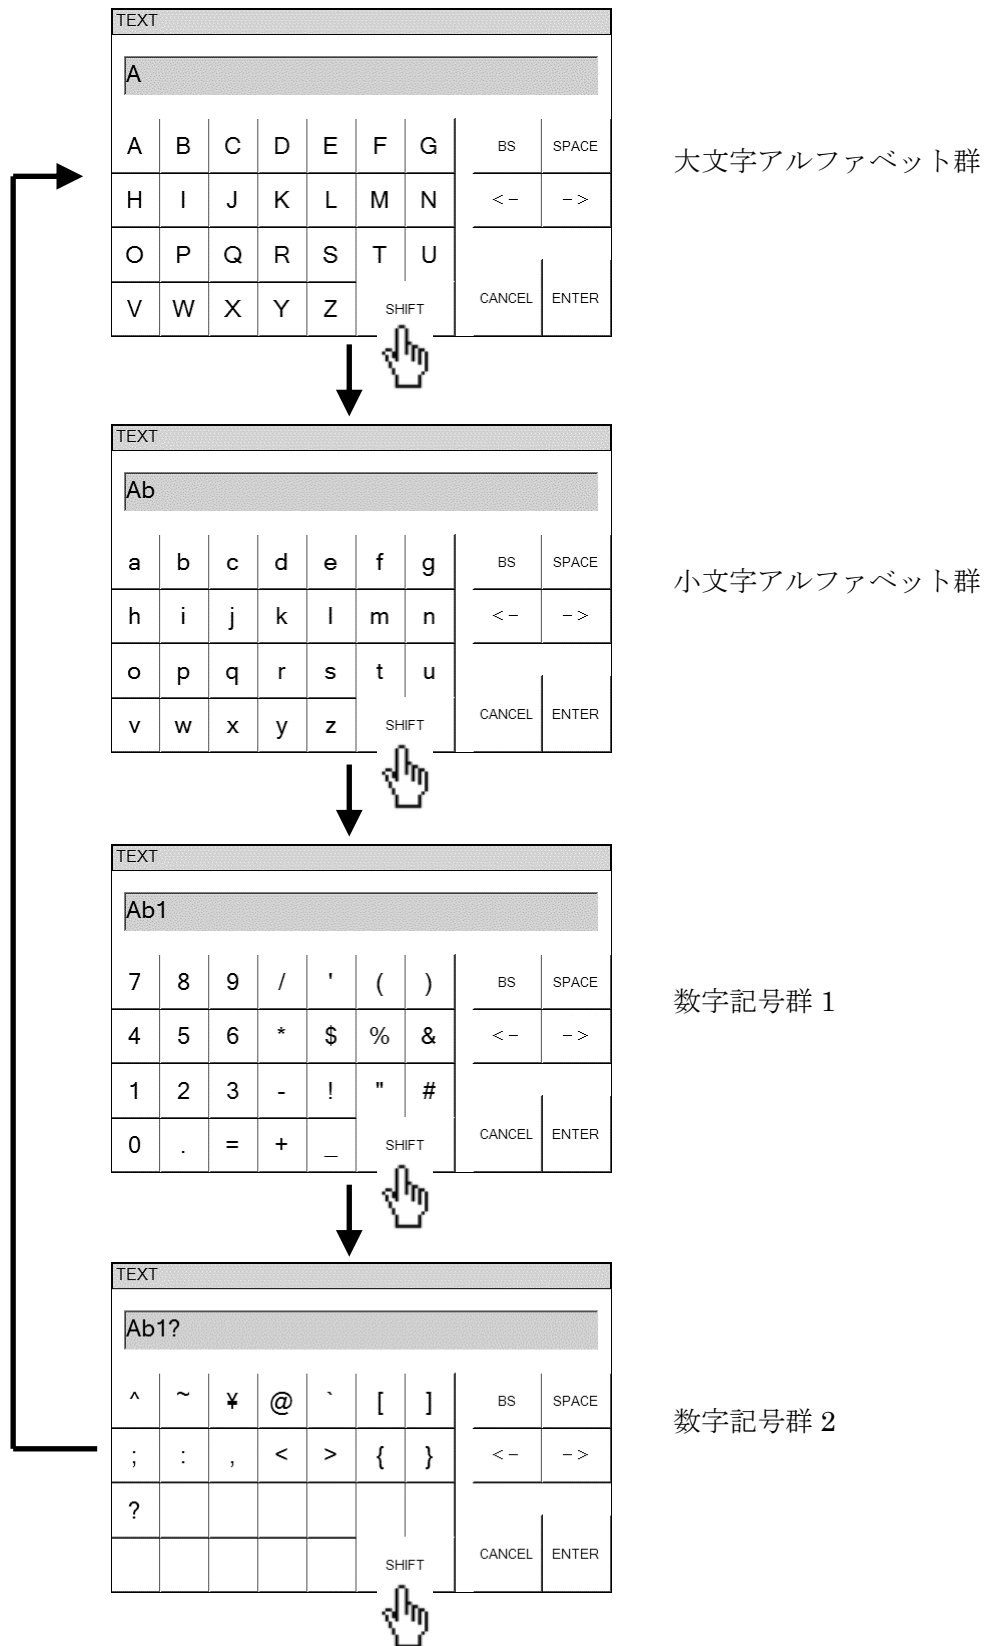 TEXT
A
A B C D E F G BS SPACE
大文字アルファベット群
H I J K L M N <- ->
O P Q R S T U
V W X Y Z SHIFT CANCEL ENTER
TEXT
Ab
a b c d e f g BS SPACE
小文字アルファベット群
h i j k l m n <- ->
o p q r s t u
v w x y z SHIFT CANCEL ENTER
TEXT
Ab1
7 8 9 / ' ( ) BS SPACE
数字記号群 1
4 5 6 * $ % & <- ->
1 2 3 - ! " #
0 . = + _ SHIFT CANCEL ENTER
TEXT
Ab1?
^ ~ ¥ @ ` [ ] BS SPACE
数字記号群 2
; : , < > { } <- ->
?
SHIFT CANCEL ENTER